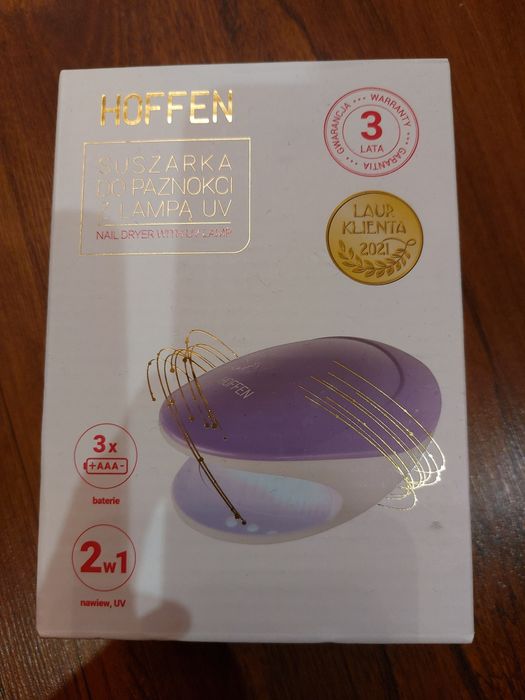 HOFFEN
SUSZARKA
DO PAZNOKCI
Z LAMPĄ UV
NAIL DRYER WITH UV LAMP
GWARANCJA ••• WARRANTY ••• GARANTIA •••
3
LATA
LAUR
KLIENTA
2021
HOFFEN
3x
+AAA-
baterie
2w1
nawiew, UV